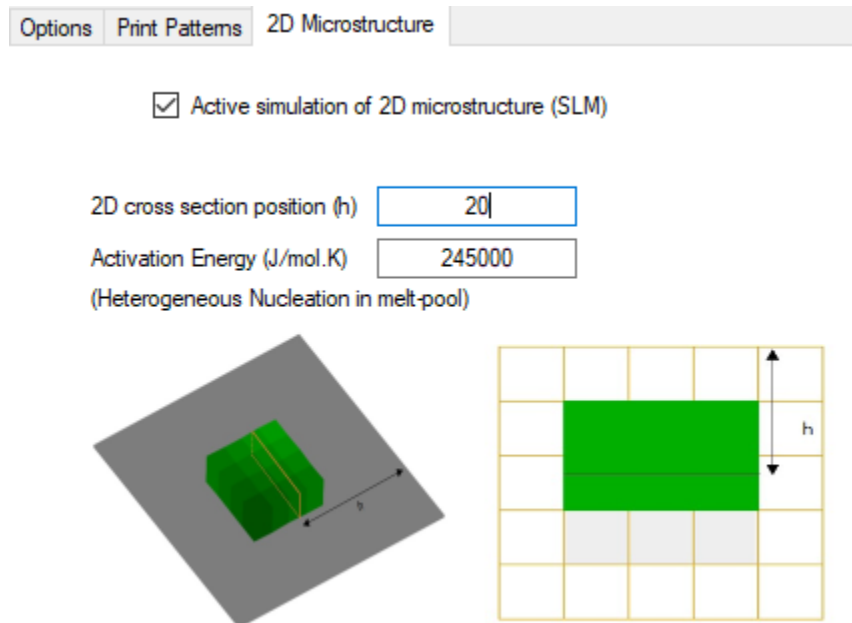 Options Print Patterns 2D Microstructure
Active simulation of 2D microstructure (SLM)
2D cross section position (h) 20
Activation Energy (J/mol.K) 245000
(Heterogeneous Nucleation in melt-pool)
h
h